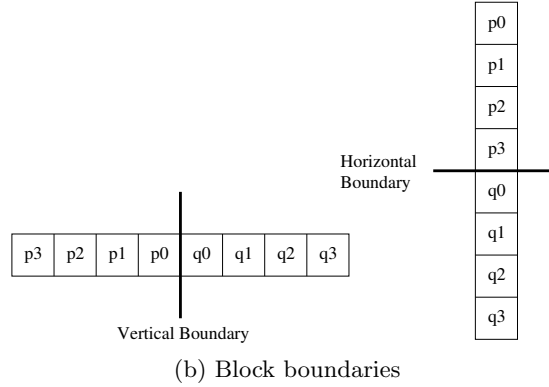 p0
p1
p2
p3
Horizontal
Boundary
q0
q1
q2
q3
p3 p2 p1 p0 q0 q1 q2 q3
Vertical Boundary
(b) Block boundaries